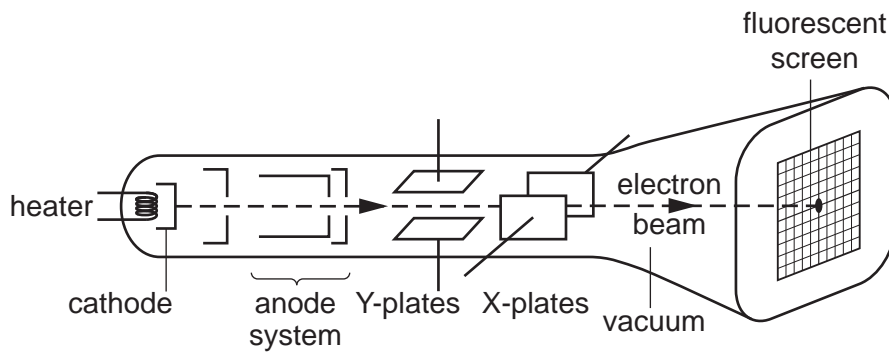 fluorescent
screen
electron
beam
heater
cathode
anode
system
Y-plates
X-plates
vacuum